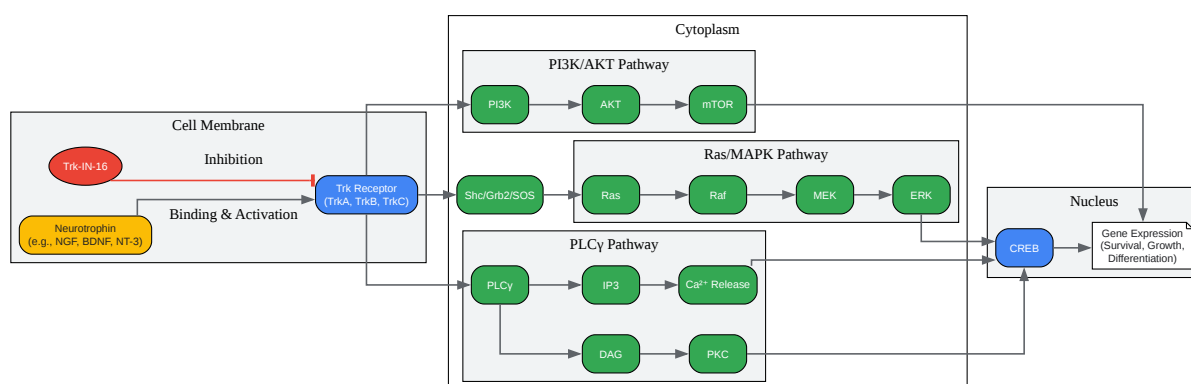 Cytoplasm
PI3K/AKT Pathway
PI3K
AKT
mTOR
Cell Membrane
Trk-IN-16
Inhibition
Trk Receptor
(TrkA, TrkB, TrkC)
Binding & Activation
Neurotrophin
(e.g., NGF, BDNF, NT-3)
Ras/MAPK Pathway
Shc/Grb2/SOS
Ras
Raf
MEK
ERK
PLCγ Pathway
PLCγ
IP3
Ca²⁺ Release
DAG
PKC
Nucleus
CREB
Gene Expression
(Survival, Growth,
Differentiation)